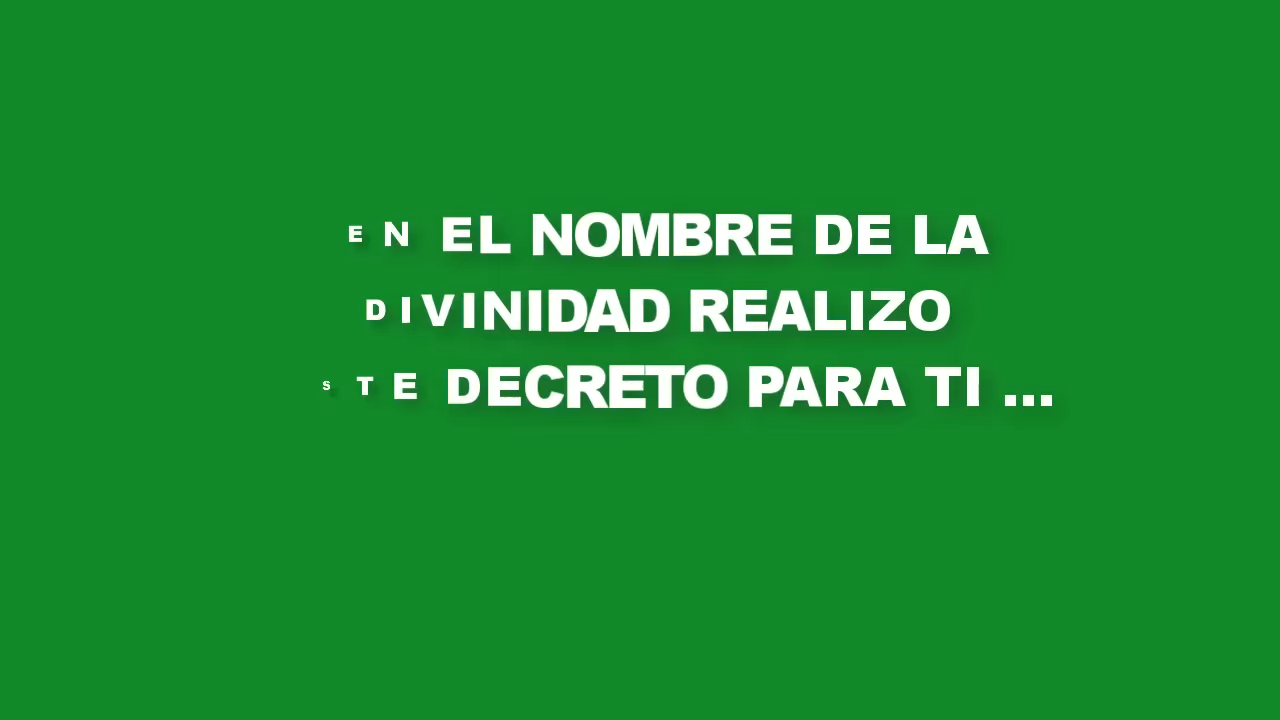 EN EL NOMBRE DE LA
DIVINIDAD REALIZO
STE DECRETO PARA TI ...